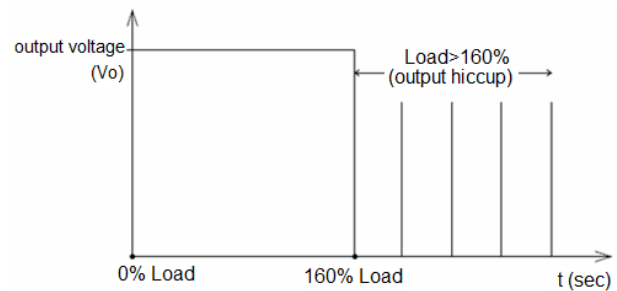 output voltage
(Vo)
Load>160%
(output hiccup)
0% Load
160% Load
t (sec)